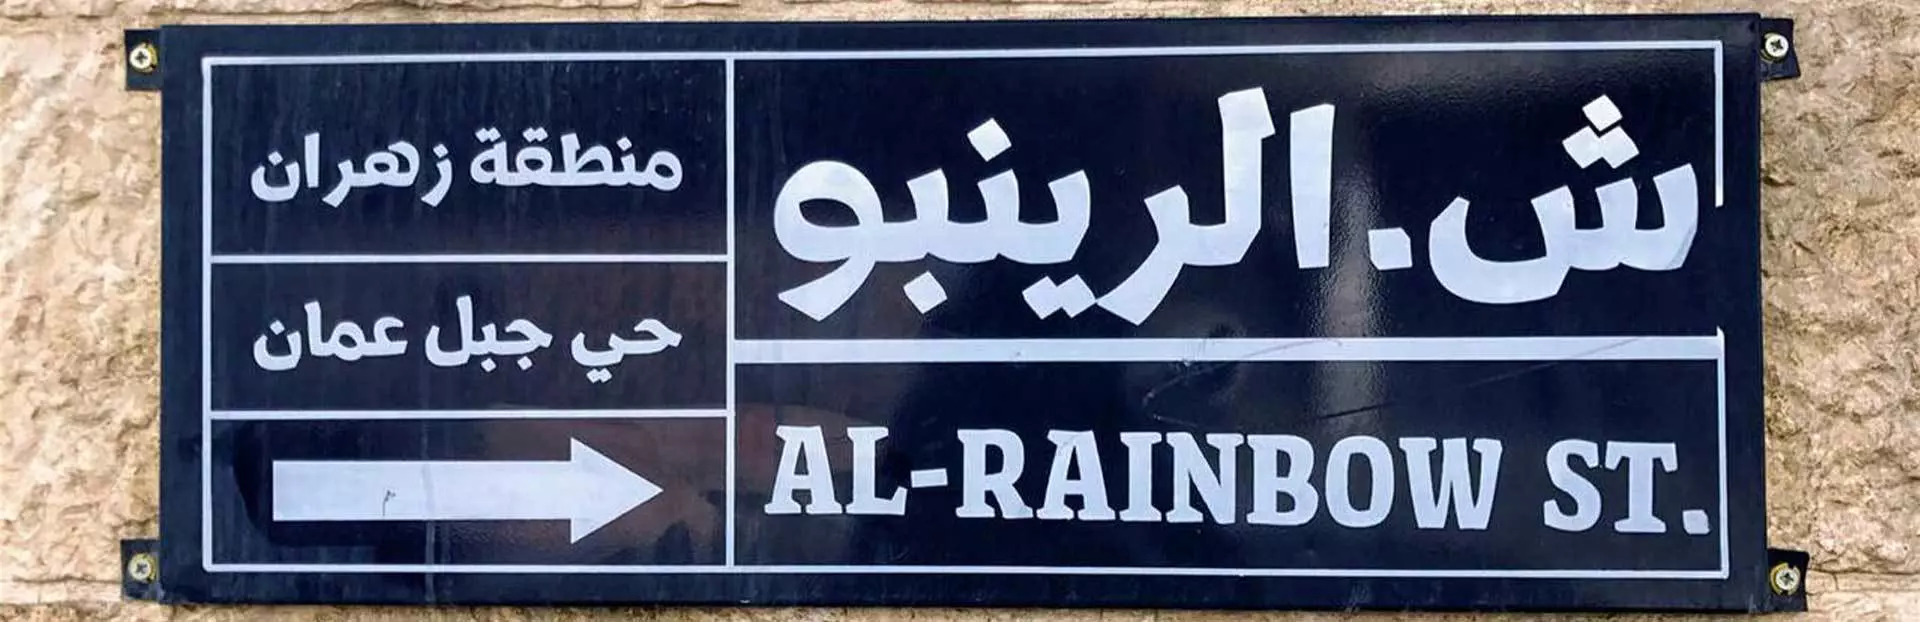 ش.الرينبو
AL-RAINBOW ST.
منطقة زهران
حي جبل عمان